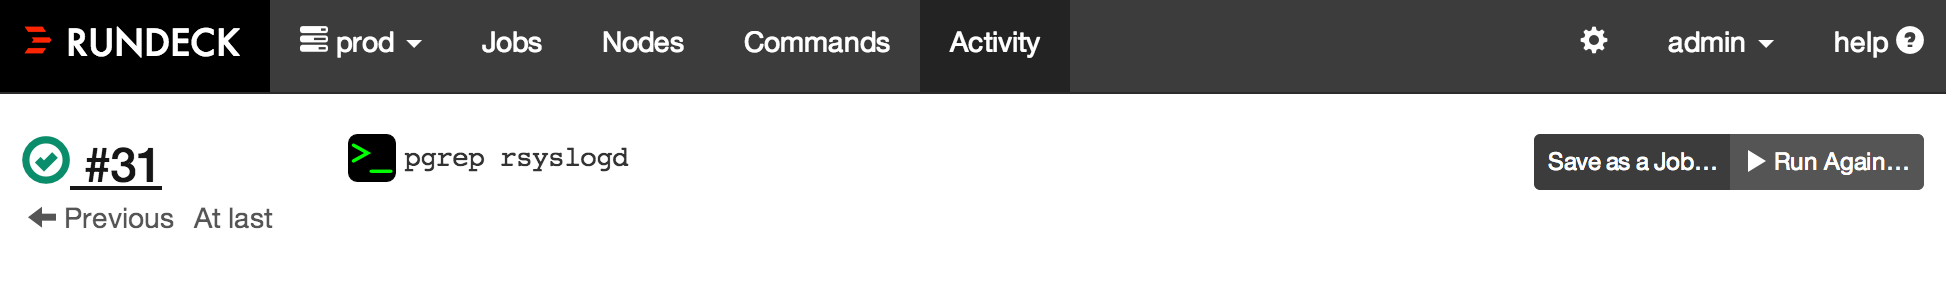 RUNDECK prod Jobs Nodes Commands Activity admin help ?
#31 >_ pgrep rsyslogd Save as a Job... Run Again...
Previous At last